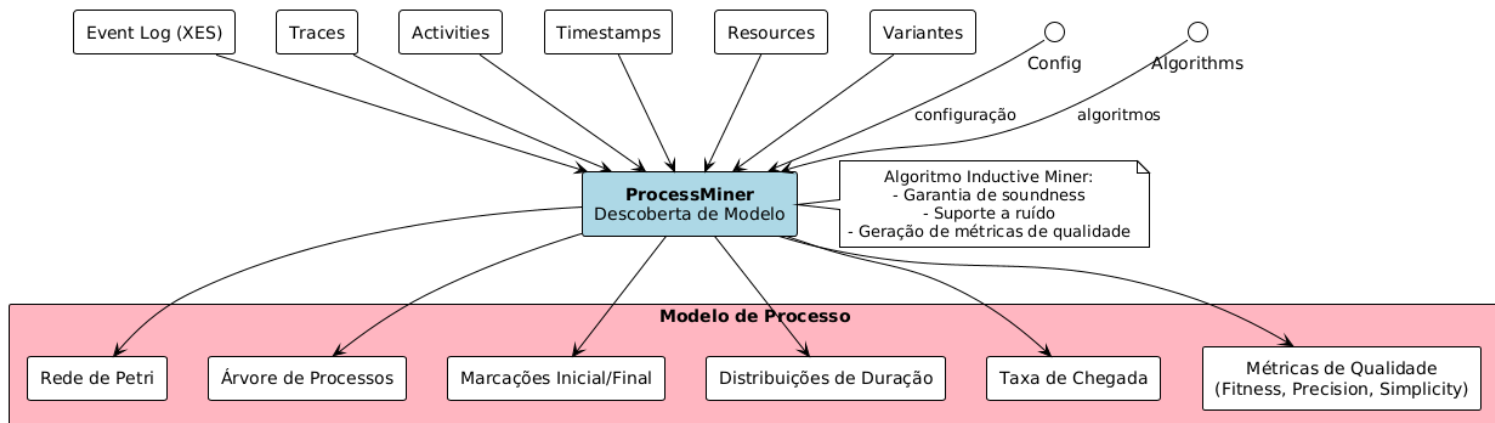 Event Log (XES)
Traces
Activities
Timestamps
Resources
Variantes
Config
Algorithms
configuração
algoritmos
ProcessMiner
Descoberta de Modelo
Algoritmo Inductive Miner:
- Garantia de soundness
- Suporte a ruído
- Geração de métricas de qualidade
Modelo de Processo
Rede de Petri
Árvore de Processos
Marcações Inicial/Final
Distribuições de Duração
Taxa de Chegada
Métricas de Qualidade
(Fitness, Precision, Simplicity)